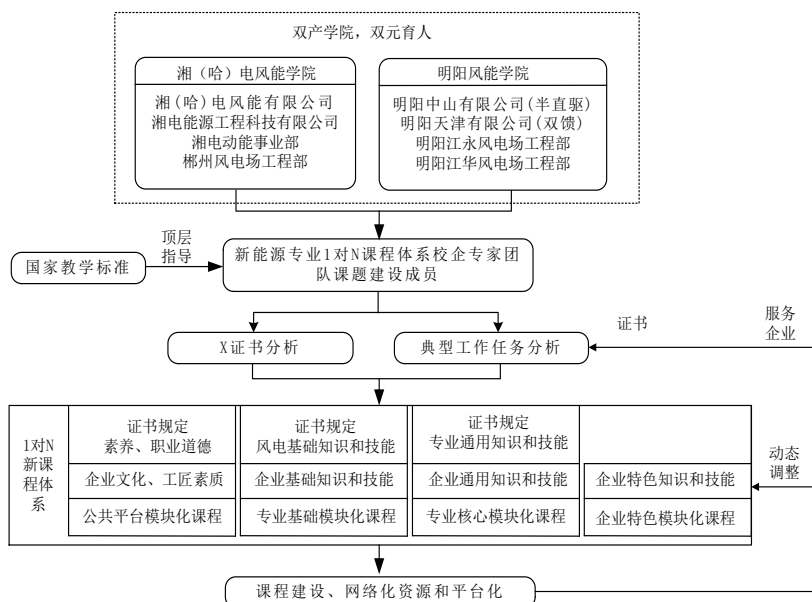 双产学院，双元育人
湘（哈）电风能学院
湘(哈)电风能有限公司
湘电能源工程科技有限公司
湘电动能事业部
郴州风电场工程部
明阳风能学院
明阳中山有限公司(半直驱)
明阳天津有限公司(双馈)
明阳江永风电场工程部
明阳江华风电场工程部
国家教学标准
顶层
指导
新能源专业1对N课程体系校企专家团
队课题建设成员
X证书分析
典型工作任务分析
证书
服务
企业
1对N
新课
程体
系
证书规定
素养、职业道德
证书规定
风电基础知识和技能
证书规定
专业通用知识和技能
企业文化、工匠素质
企业基础知识和技能
企业通用知识和技能
企业特色知识和技能
公共平台模块化课程
专业基础模块化课程
专业核心模块化课程
企业特色模块化课程
动态
调整
课程建设、网络化资源和平台化